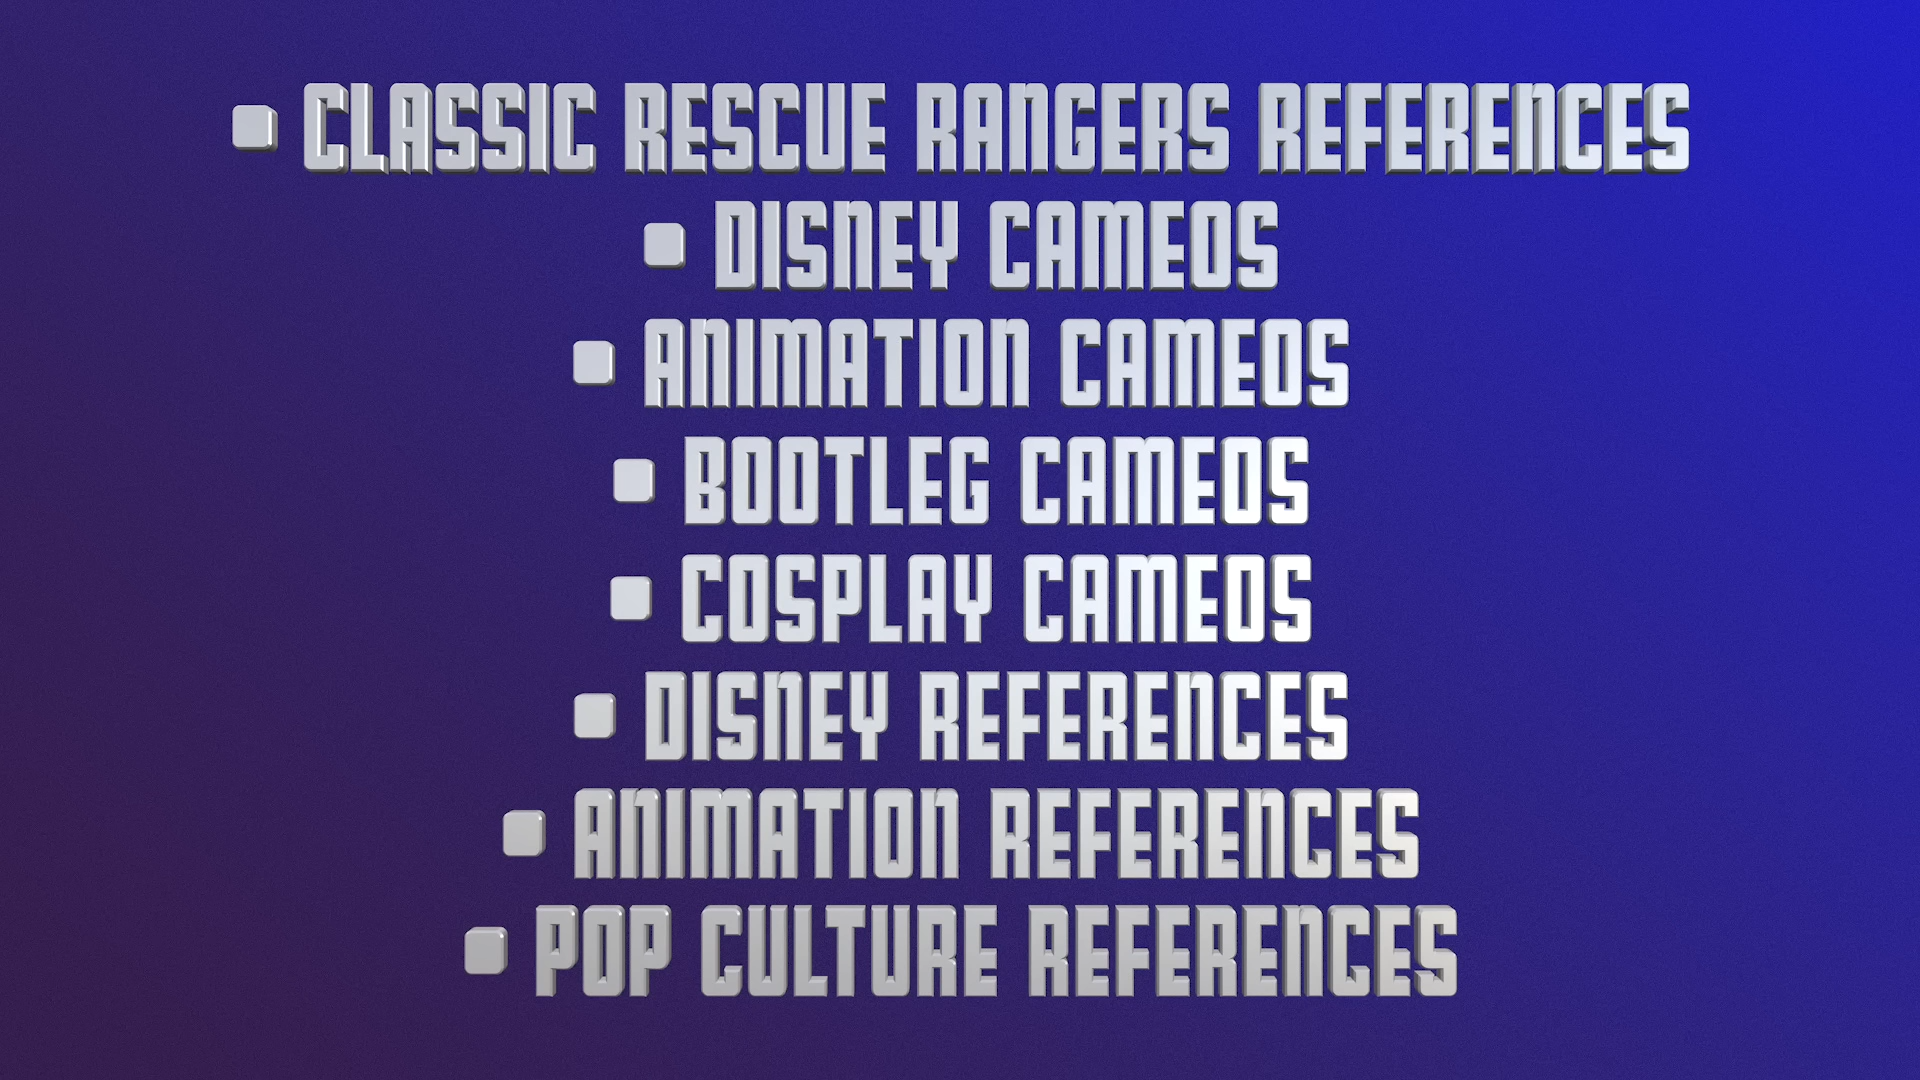 ▪ CLASSIC RESCUE RANGERS REFERENCES
▪ DISNEY CAMEOS
▪ ANIMATION CAMEOS
▪ BOOTLEG CAMEOS
▪ COSPLAY CAMEOS
▪ DISNEY REFERENCES
▪ ANIMATION REFERENCES
▪ POP CULTURE REFERENCES